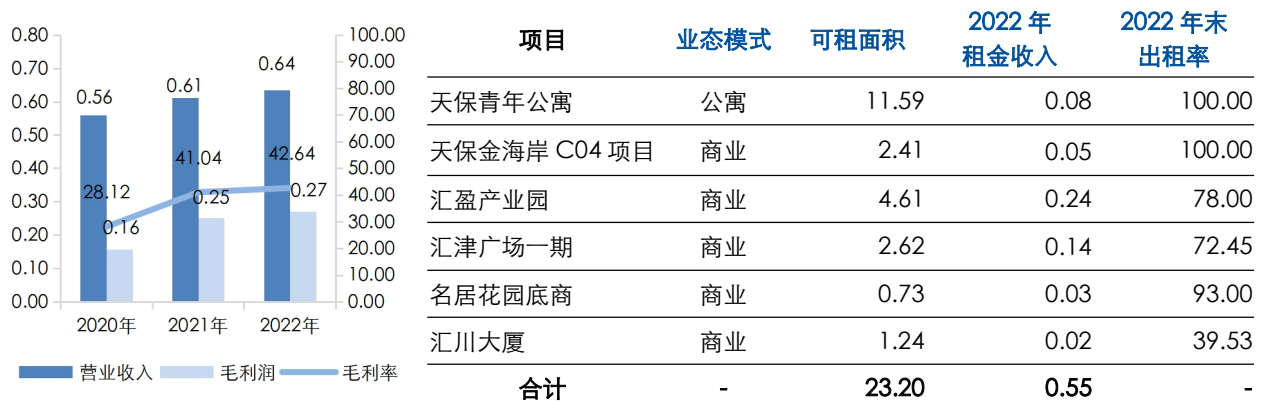 0.80
0.70
0.60
0.50
0.40
0.30
0.20
0.10
0.00
100.00
90.00
80.00
70.00
60.00
50.00
40.00
30.00
20.00
10.00
0.00
0.56
0.61
0.64
28.12
41.04
42.64
0.16
0.25
0.27
2020年 2021年 2022年
营业收入 毛利润 毛利率
项目 业态模式 可租面积 2022 年租金收入 2022 年末出租率
天保青年公寓 公寓 11.59 0.08 100.00
天保金海岸 C04 项目 商业 2.41 0.05 100.00
汇盈产业园 商业 4.61 0.24 78.00
汇津广场一期 商业 2.62 0.14 72.45
名居花园底商 商业 0.73 0.03 93.00
汇川大厦 商业 1.24 0.02 39.53
合计 - 23.20 0.55 -